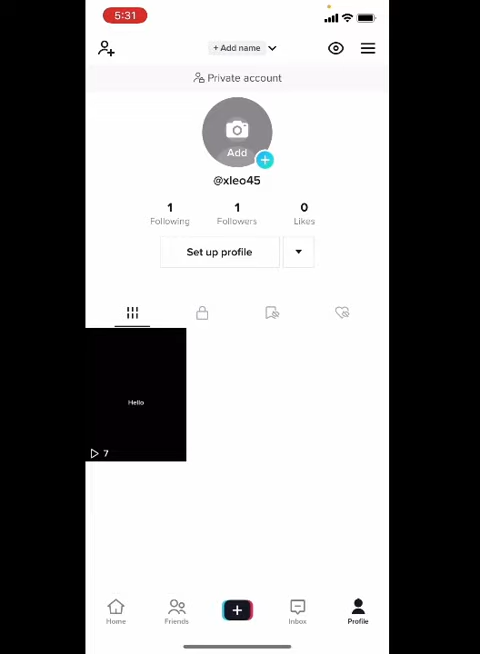 5:31
+ Add name
Private account
Add
@xleo45
1 1 0
Following Followers Likes
Set up profile
Hello
7
Home Friends Inbox Profile